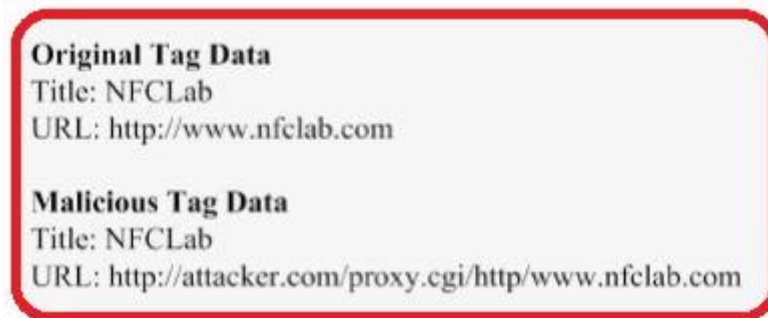 Original Tag Data
Title: NFCLab
URL: http://www.nfclab.com
Malicious Tag Data
Title: NFCLab
URL: http://attacker.com/proxy.cgi/http/www.nfclab.com